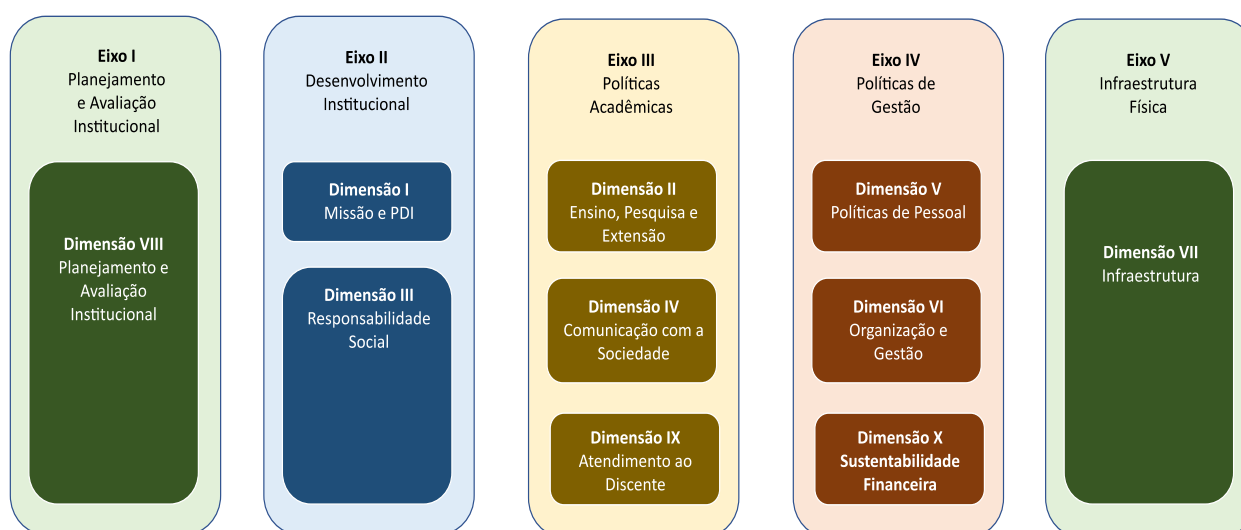 Eixo I
Planejamento
e Avaliação
Institucional
Dimensão VIII
Planejamento e
Avaliação
Institucional
Eixo II
Desenvolvimento
Institucional
Dimensão I
Missão e PDI
Dimensão III
Responsabilidade
Social
Eixo III
Políticas
Acadêmicas
Dimensão II
Ensino, Pesquisa e
Extensão
Dimensão IV
Comunicação com a
Sociedade
Dimensão IX
Atendimento ao
Discente
Eixo IV
Políticas de
Gestão
Dimensão V
Políticas de Pessoal
Dimensão VI
Organização e
Gestão
Dimensão X
Sustentabilidade
Financeira
Eixo V
Infraestrutura
Física
Dimensão VII
Infraestrutura